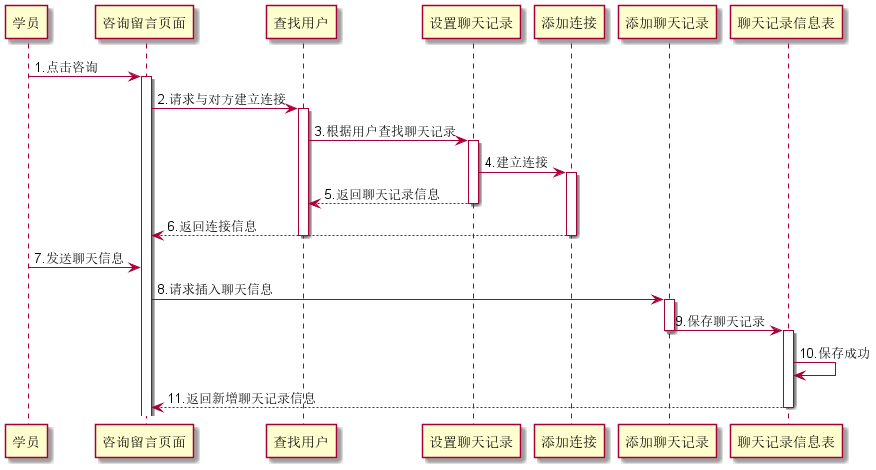 学员 咨询留言页面 查找用户 设置聊天记录 添加连接 添加聊天记录 聊天记录信息表
1.点击咨询
2.请求与对方建立连接
3.根据用户查找聊天记录
4.建立连接
5.返回聊天记录信息
6.返回连接信息
7.发送聊天信息
8.请求插入聊天信息
9.保存聊天记录
10.保存成功
11.返回新增聊天记录信息
学员 咨询留言页面 查找用户 设置聊天记录 添加连接 添加聊天记录 聊天记录信息表